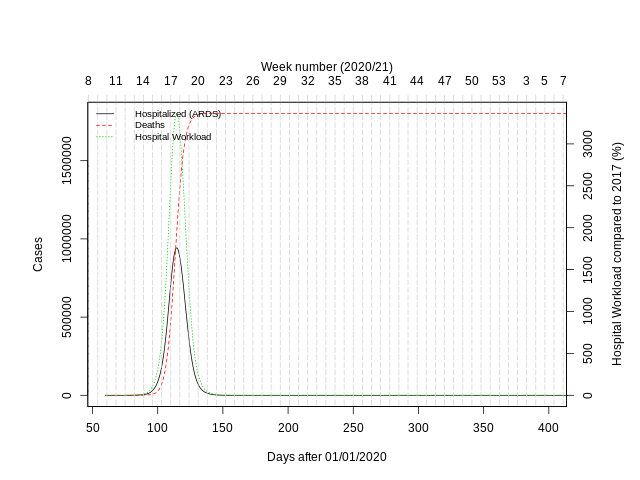 Week number (2020/21)
8 11 14 17 20 23 26 29 32 35 38 41 44 47 50 53 3 5 7
Hospitalized (ARDS)
Deaths
Hospital Workload
Cases
0 500000 1000000 1500000
0 500 1000 1500 2000 2500 3000
Hospital Workload compared to 2017 (%)
50 100 150 200 250 300 350 400
Days after 01/01/2020